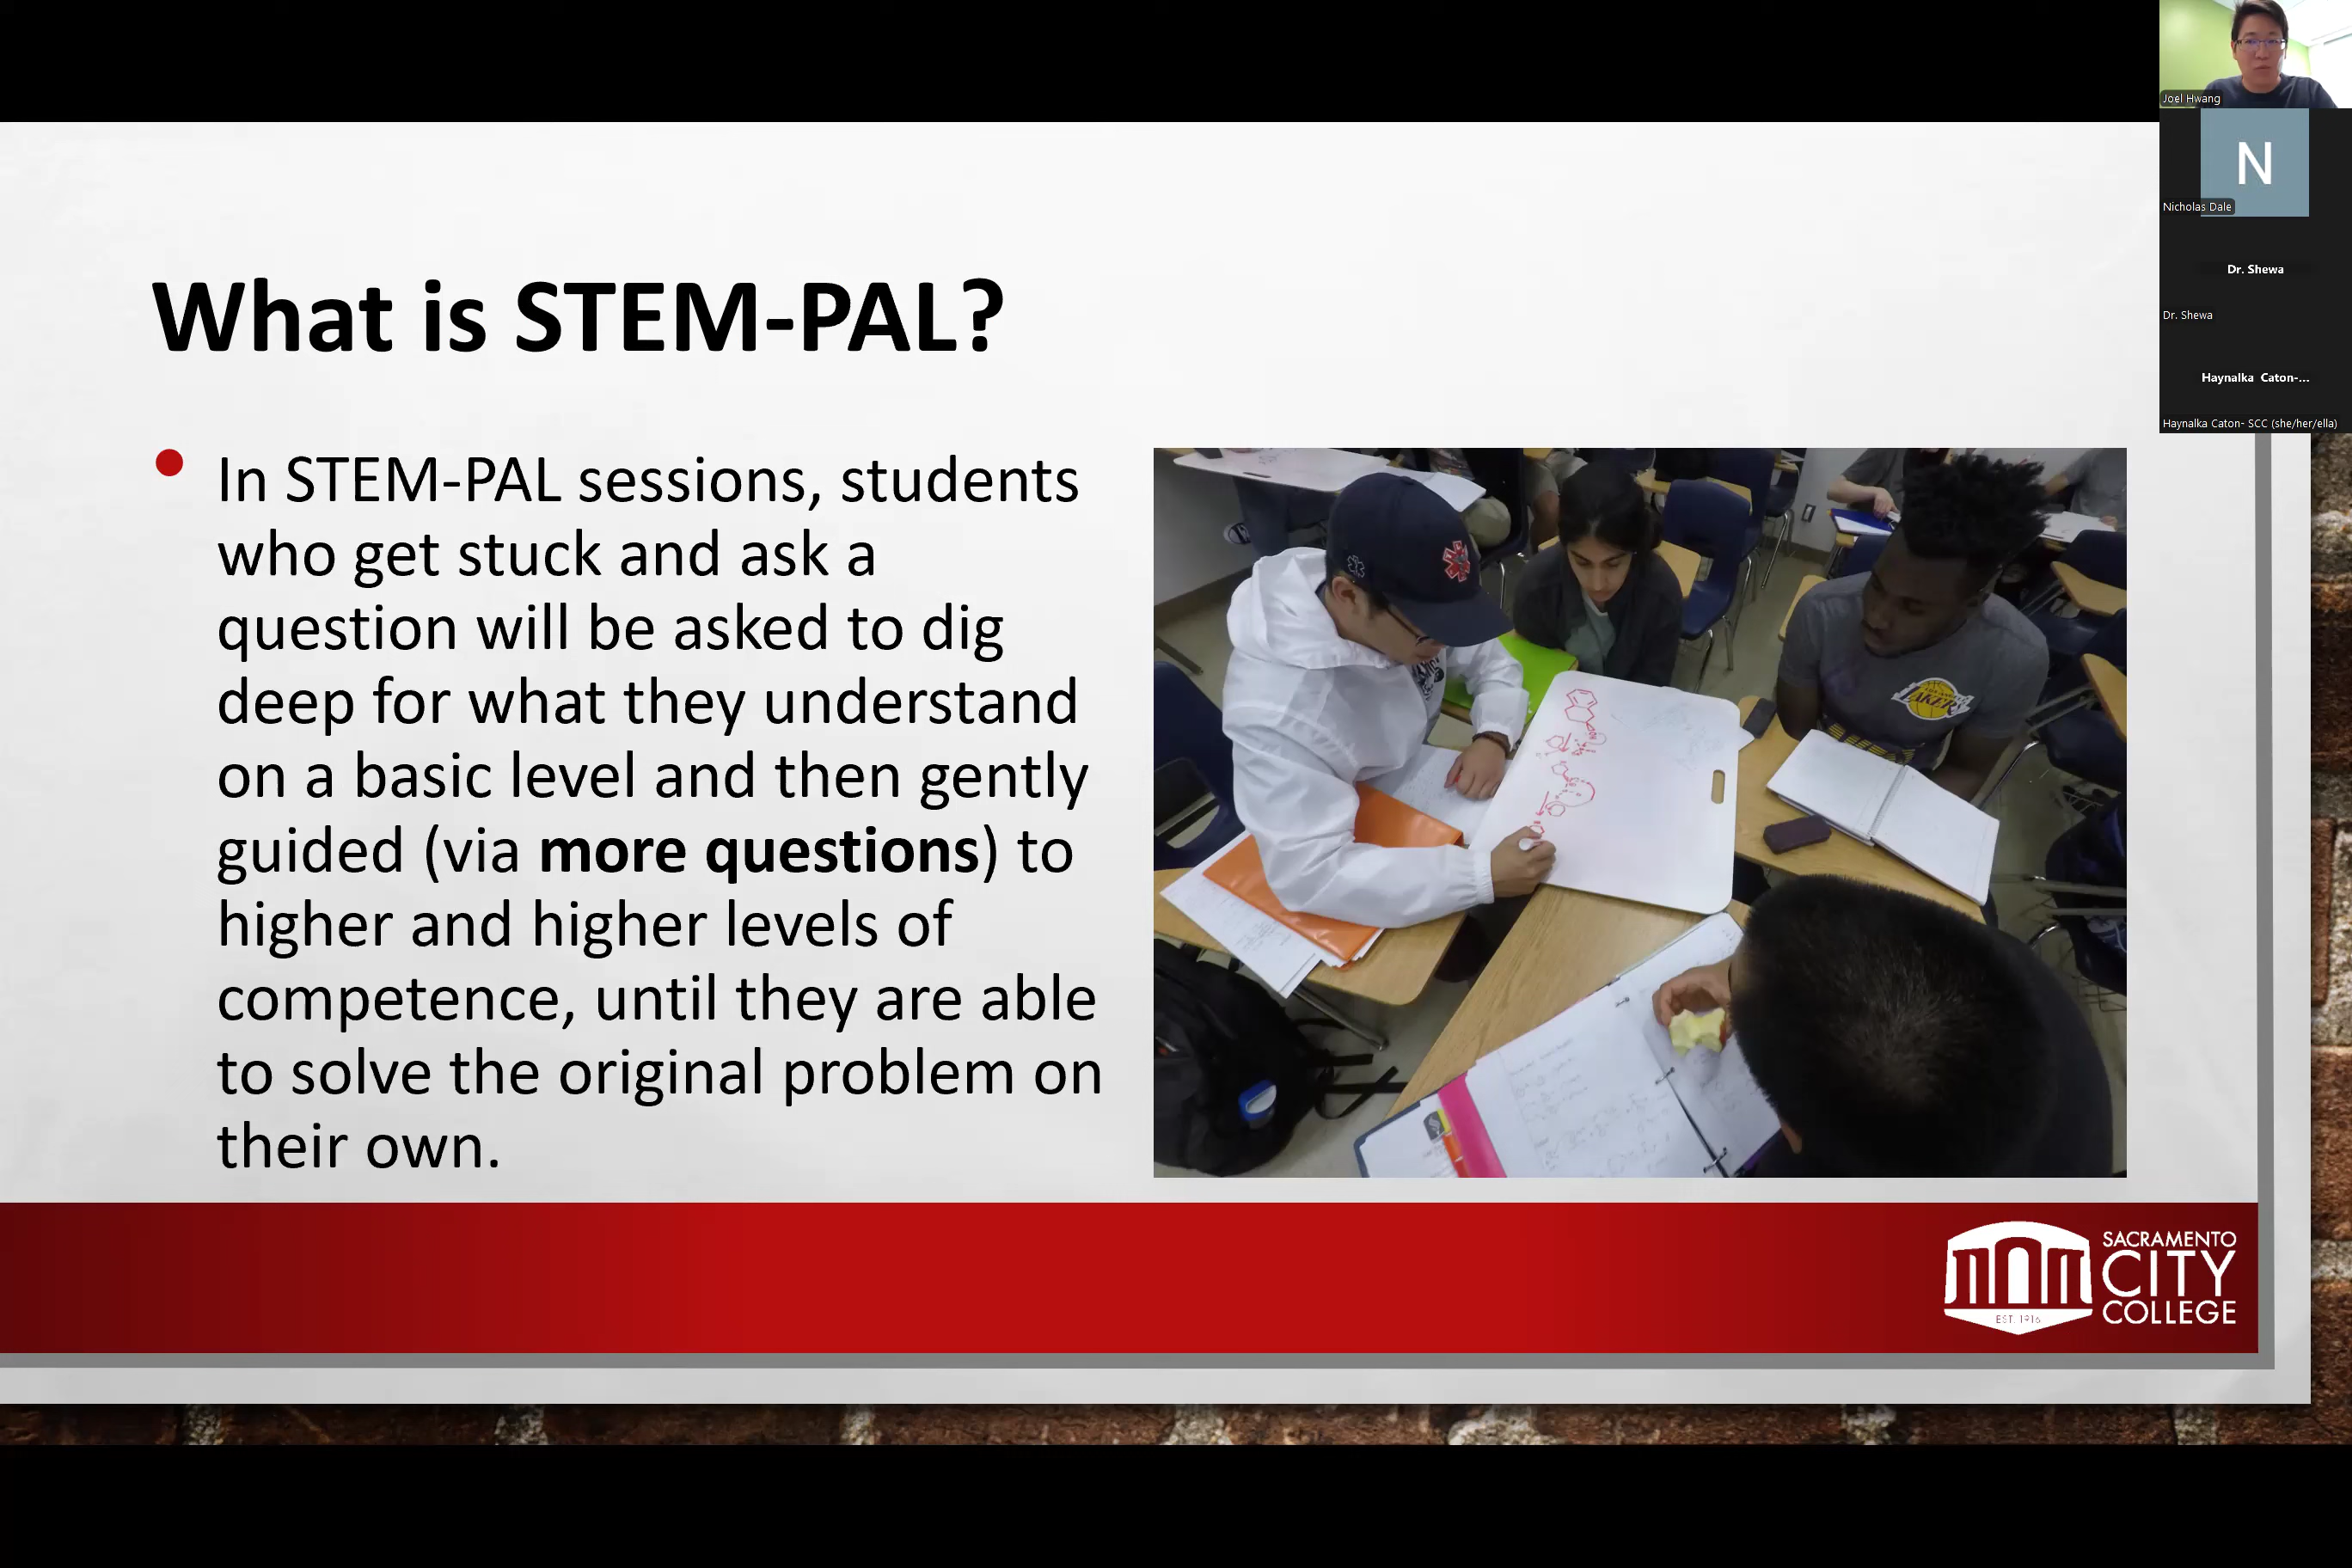 What is STEM-PAL?
In STEM-PAL sessions, students
who get stuck and ask a
question will be asked to dig
deep for what they understand
on a basic level and then gently
guided (via more questions) to
higher and higher levels of
competence, until they are able
to solve the original problem on
their own.
Joel Hwang
N
Nicholas Dale
Dr. Shewa
Dr. Shewa
Haynalka Caton-...
Haynalka Caton- SCC (she/her/ella)
LAKERS
SACRAMENTO
CITY
COLLEGE
EST. 1916